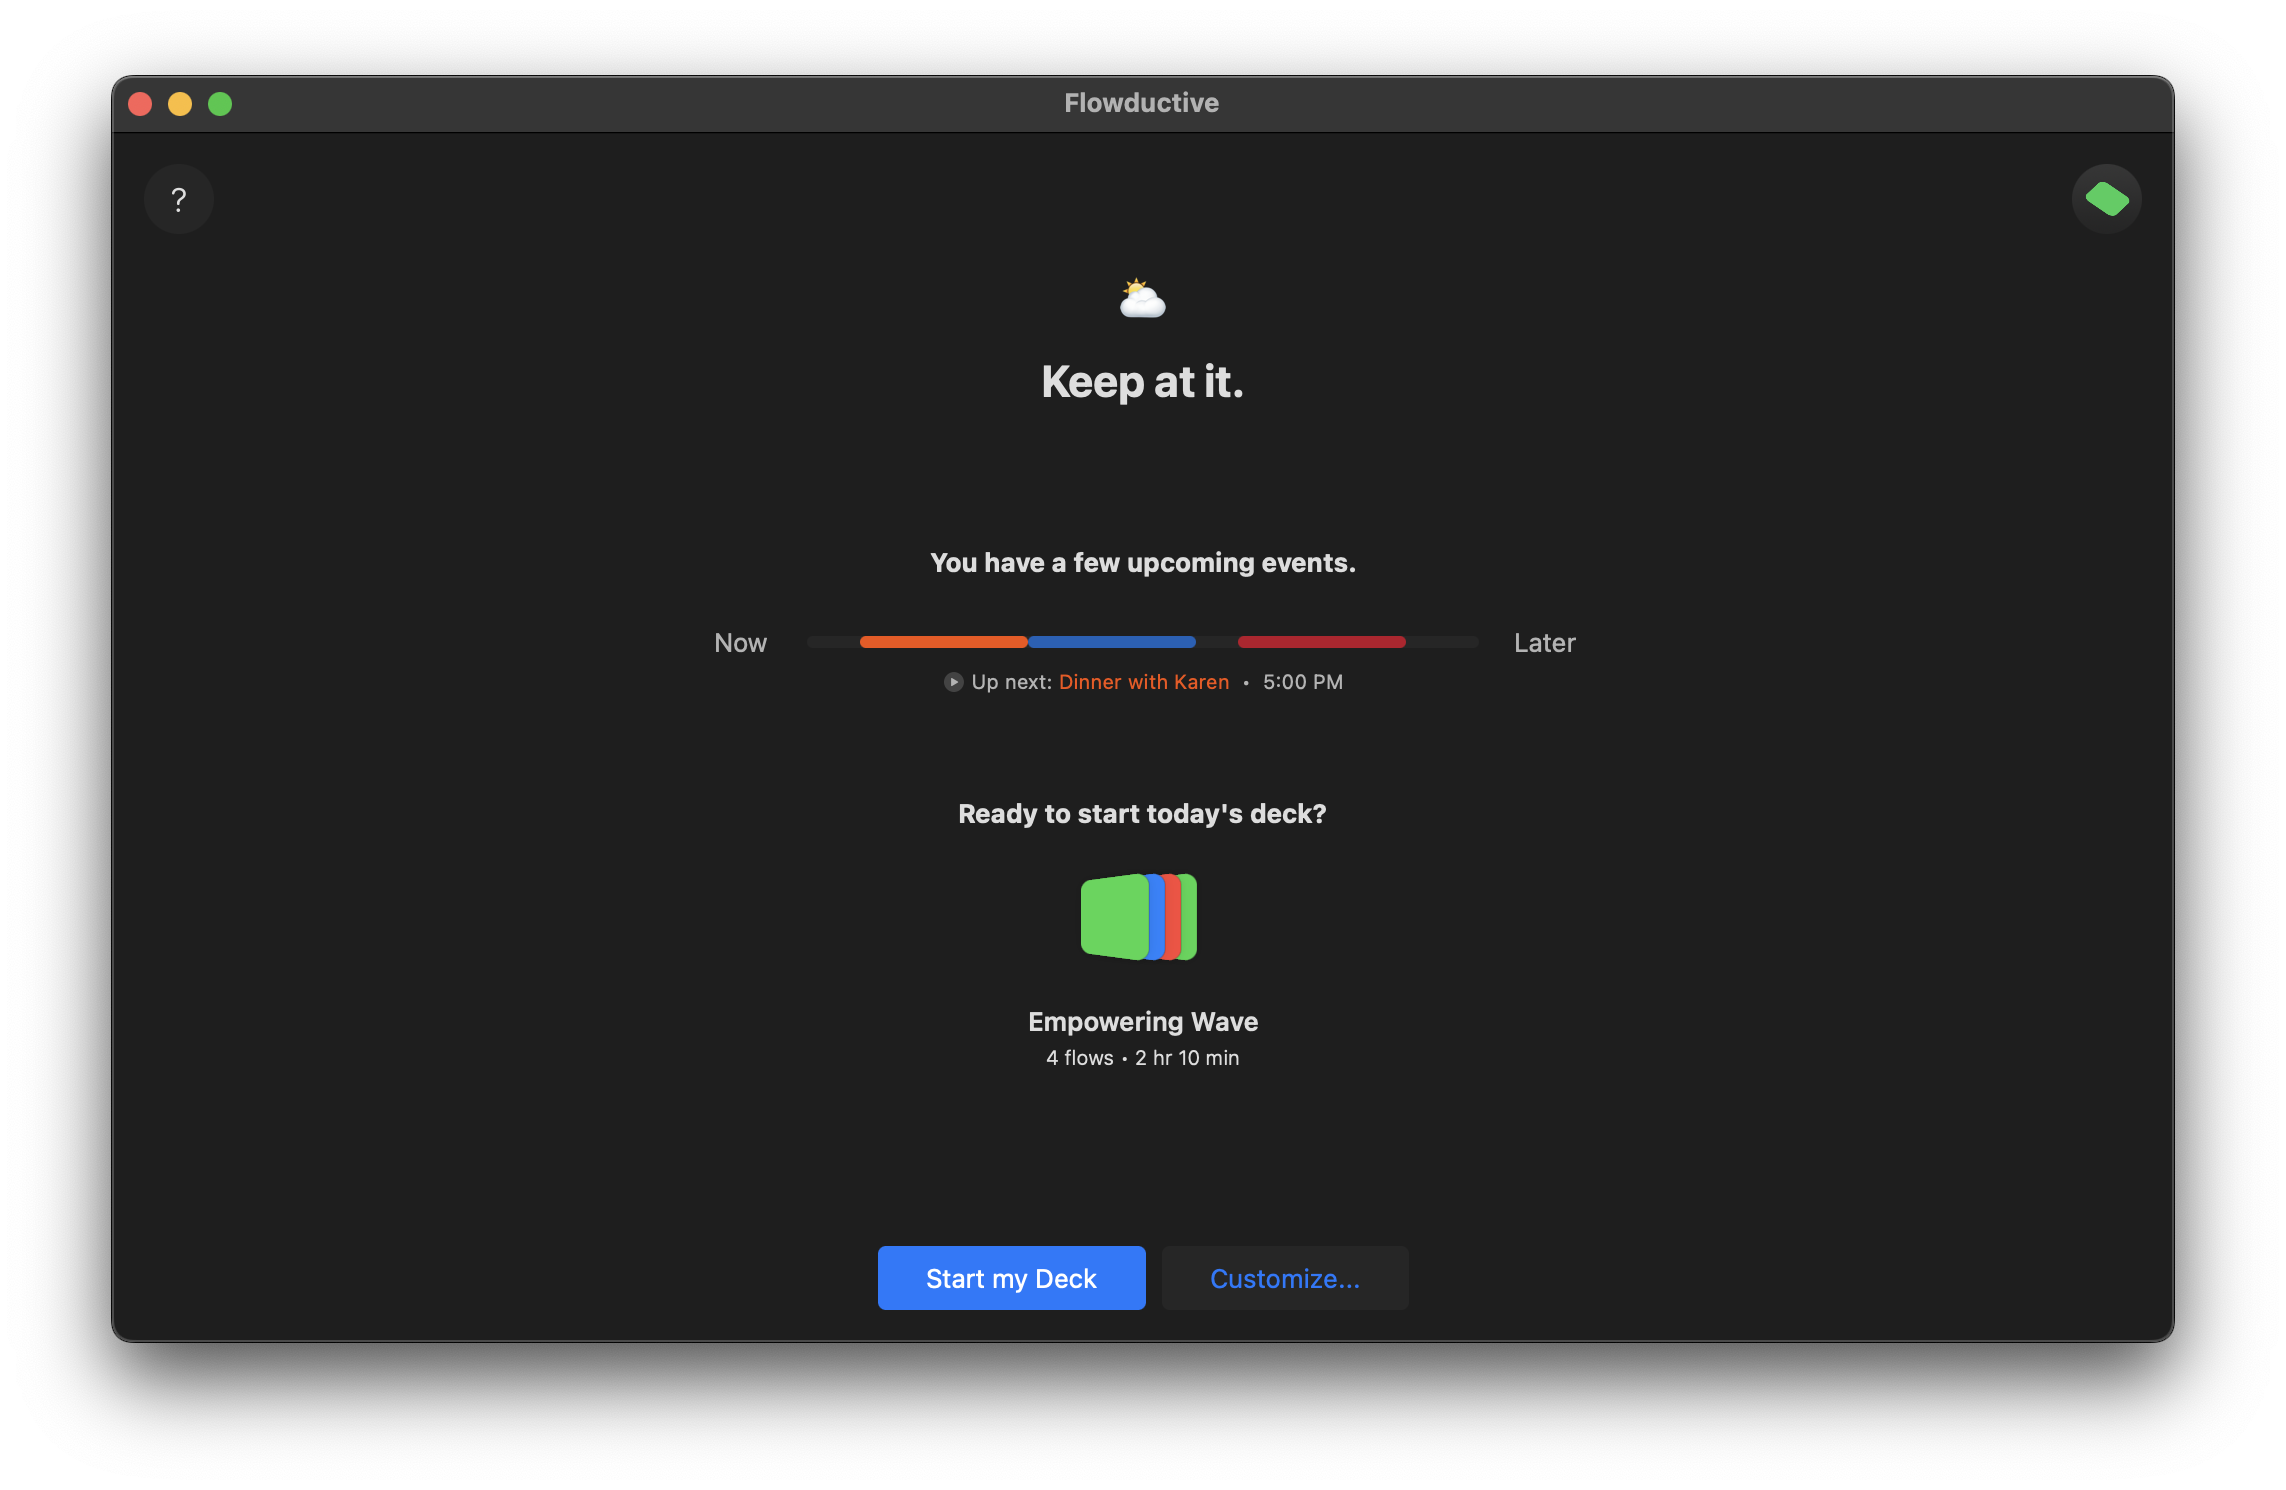 Flowductive
?
Keep at it.
You have a few upcoming events.
Now
Later
Up next: Dinner with Karen • 5:00 PM
Ready to start today's deck?
Empowering Wave
4 flows • 2 hr 10 min
Start my Deck
Customize...